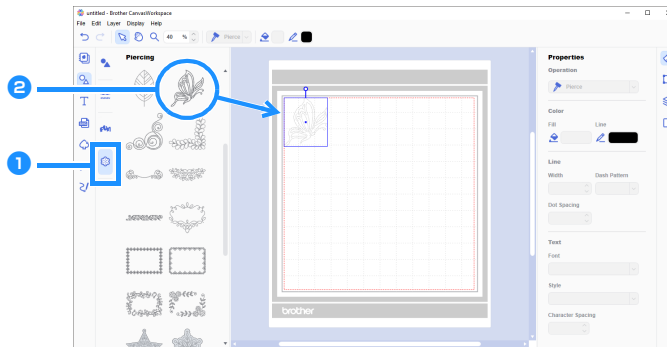 untitled - Brother CanvasWorkspace
File Edit Layer Display Help
40 %
Pierce
Piercing
2
1
T
brother
Properties
Operation
Pierce
Color
Fill Line
Line
Width Dash Pattern
Dot Spacing
Text
Font
Style
Character Spacing